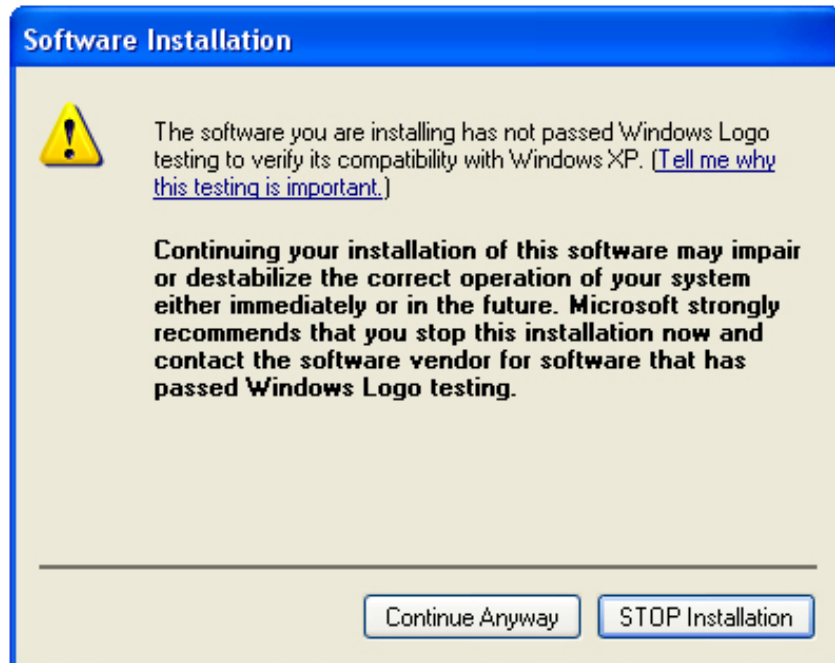 Software Installation
The software you are installing has not passed Windows Logo
testing to verify its compatibility with Windows XP. (Tell me why
this testing is important.)
Continuing your installation of this software may impair
or destabilize the correct operation of your system
either immediately or in the future. Microsoft strongly
recommends that you stop this installation now and
contact the software vendor for software that has
passed Windows Logo testing.
Continue Anyway
STOP Installation